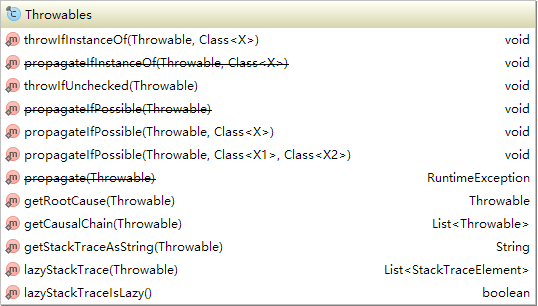 Throwables
throwIfInstanceOf(Throwable, Class<X>) void
propagateIfInstanceOf(Throwable, Class<X>) void
throwIfUnchecked(Throwable) void
propagateIfPossible(Throwable) void
propagateIfPossible(Throwable, Class<X>) void
propagateIfPossible(Throwable, Class<X1>, Class<X2>) void
propagate(Throwable) RuntimeException
getRootCause(Throwable) Throwable
getCausalChain(Throwable) List<Throwable>
getStackTraceAsString(Throwable) String
lazyStackTrace(Throwable) List<StackTraceElement>
lazyStackTraceIsLazy() boolean